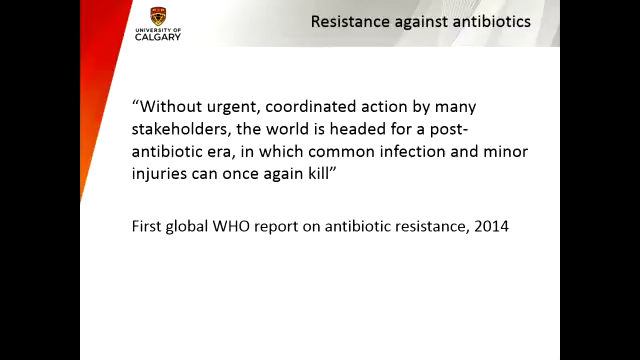 Resistance against antibiotics
UNIVERSITY OF
CALGARY
“Without urgent, coordinated action by many
stakeholders, the world is headed for a post-
antibiotic era, in which common infection and minor
injuries can once again kill”
First global WHO report on antibiotic resistance, 2014